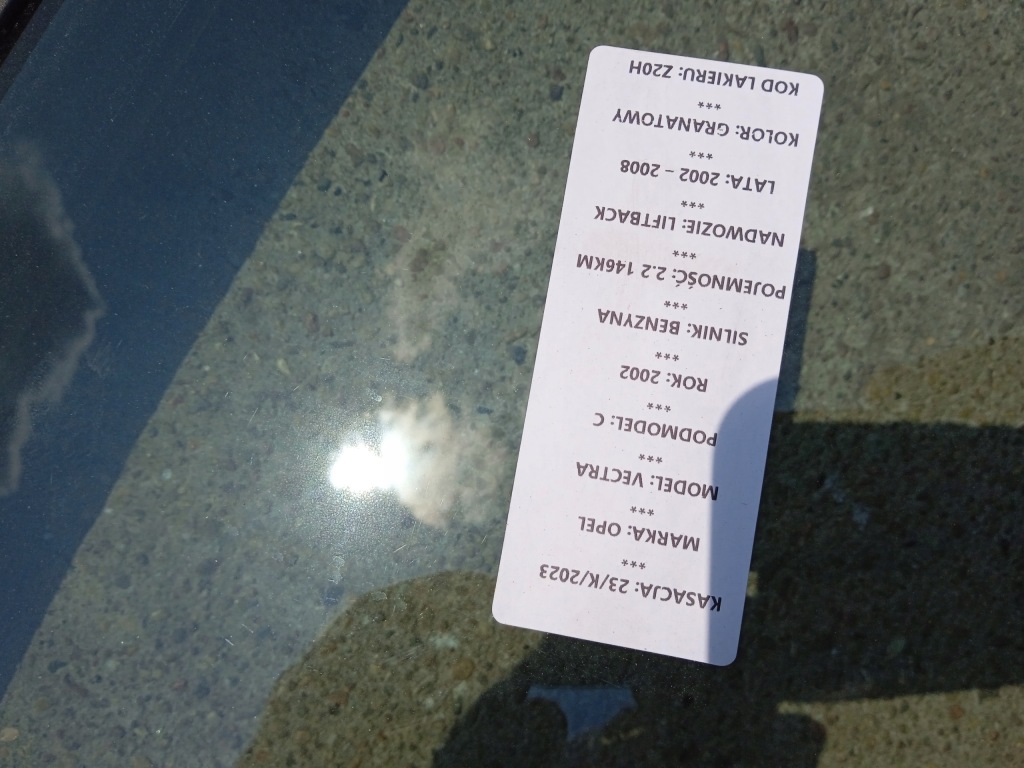 KASACJA: 23/K/2023
***
MARKA: OPEL
***
MODEL: VECTRA
***
PODMODEL: C
***
ROK: 2002
***
SILNIK: BENZYNA
***
POJEMNOŚĆ: 2.2 146KM
***
NADWOZIE: LIFTBACK
***
LATA: 2002 – 2008
***
KOLOR: GRANATOWY
***
KOD LAKIERU: Z20H